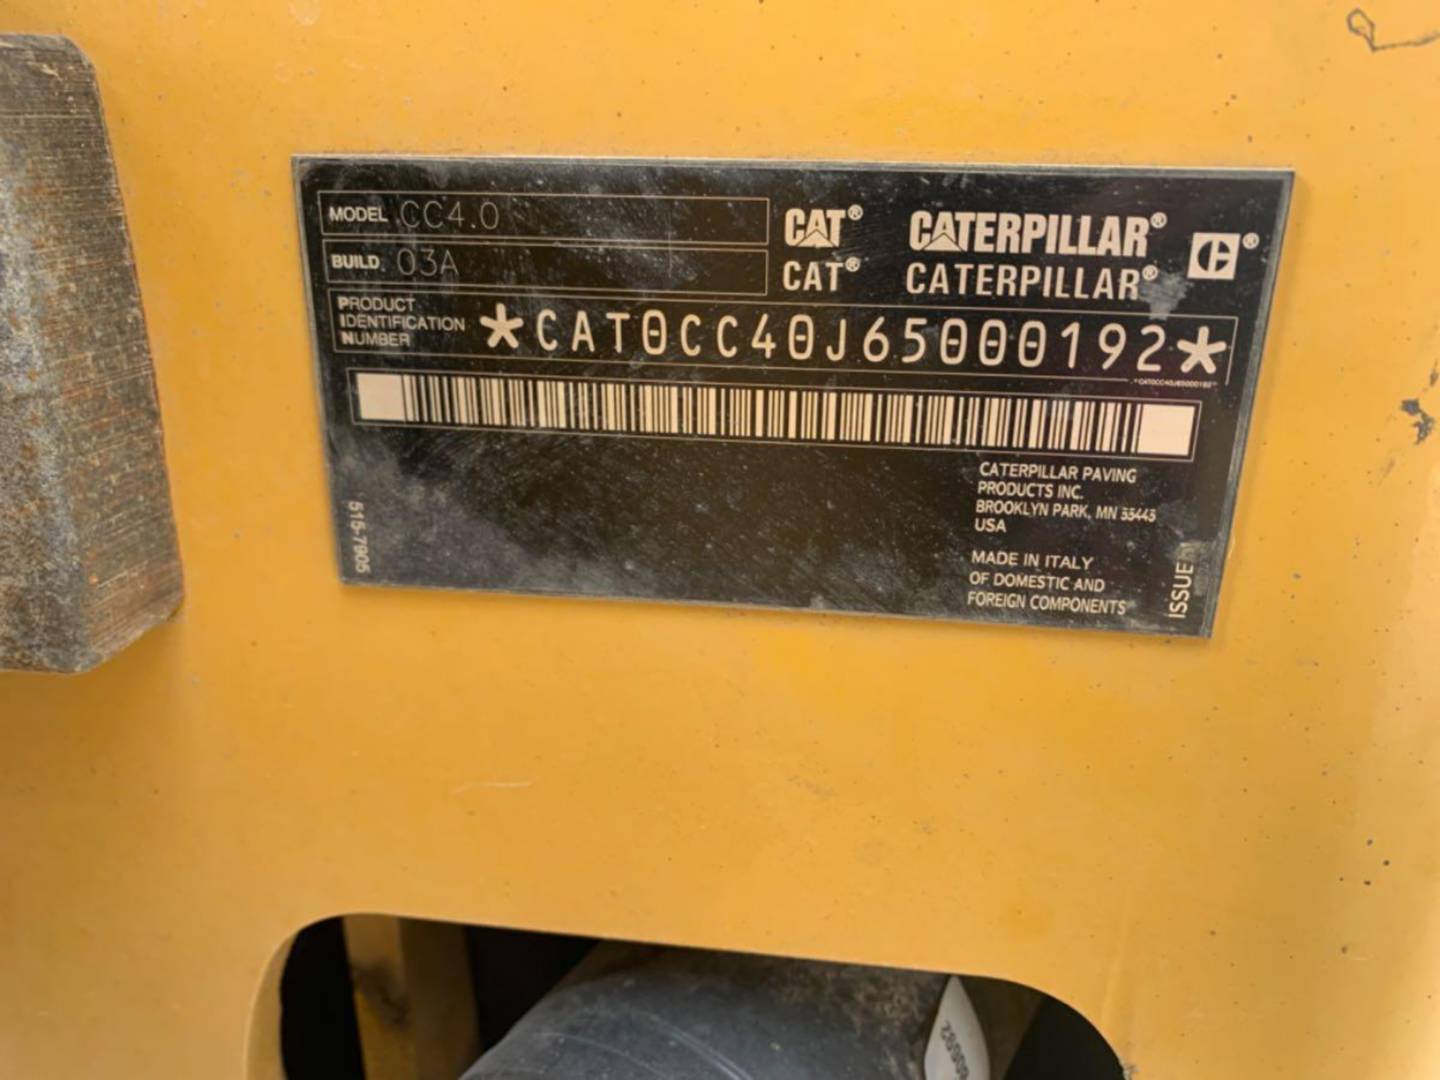 MODEL CC4.0
BUILD 03A
CAT® CATERPILLAR® ®
CAT® CATERPILLAR®
PRODUCT
IDENTIFICATION
NUMBER
*CAT0CC40J65000192*
*CAT0CC40J65000192*
CATERPILLAR PAVING
PRODUCTS INC.
BROOKLYN PARK, MN 55445
USA
MADE IN ITALY
OF DOMESTIC AND
FOREIGN COMPONENTS
515-7905
ISSUE